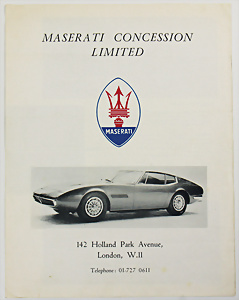 MASERATI CONCESSION
LIMITED
MASERATI
142 Holland Park Avenue,
London, W.11
Telephone: 01-727 0611